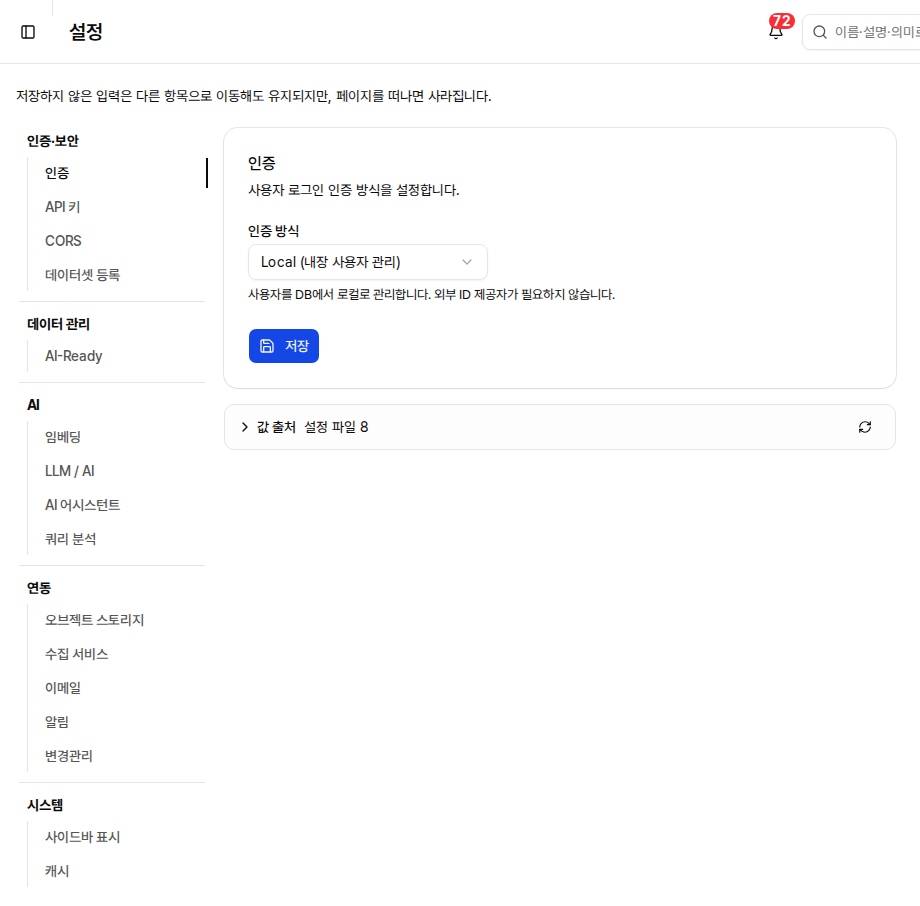 설정
72
이름·설명·의미로
저장하지 않은 입력은 다른 항목으로 이동해도 유지되지만, 페이지를 떠나면 사라집니다.
인증·보안
인증
API 키
CORS
데이터셋 등록
데이터 관리
AI-Ready
AI
임베딩
LLM / AI
AI 어시스턴트
쿼리 분석
연동
오브젝트 스토리지
수집 서비스
이메일
알림
변경관리
시스템
사이드바 표시
캐시
인증
사용자 로그인 인증 방식을 설정합니다.
인증 방식
Local (내장 사용자 관리)
사용자를 DB에서 로컬로 관리합니다. 외부 ID 제공자가 필요하지 않습니다.
저장
값 출처 설정 파일 8